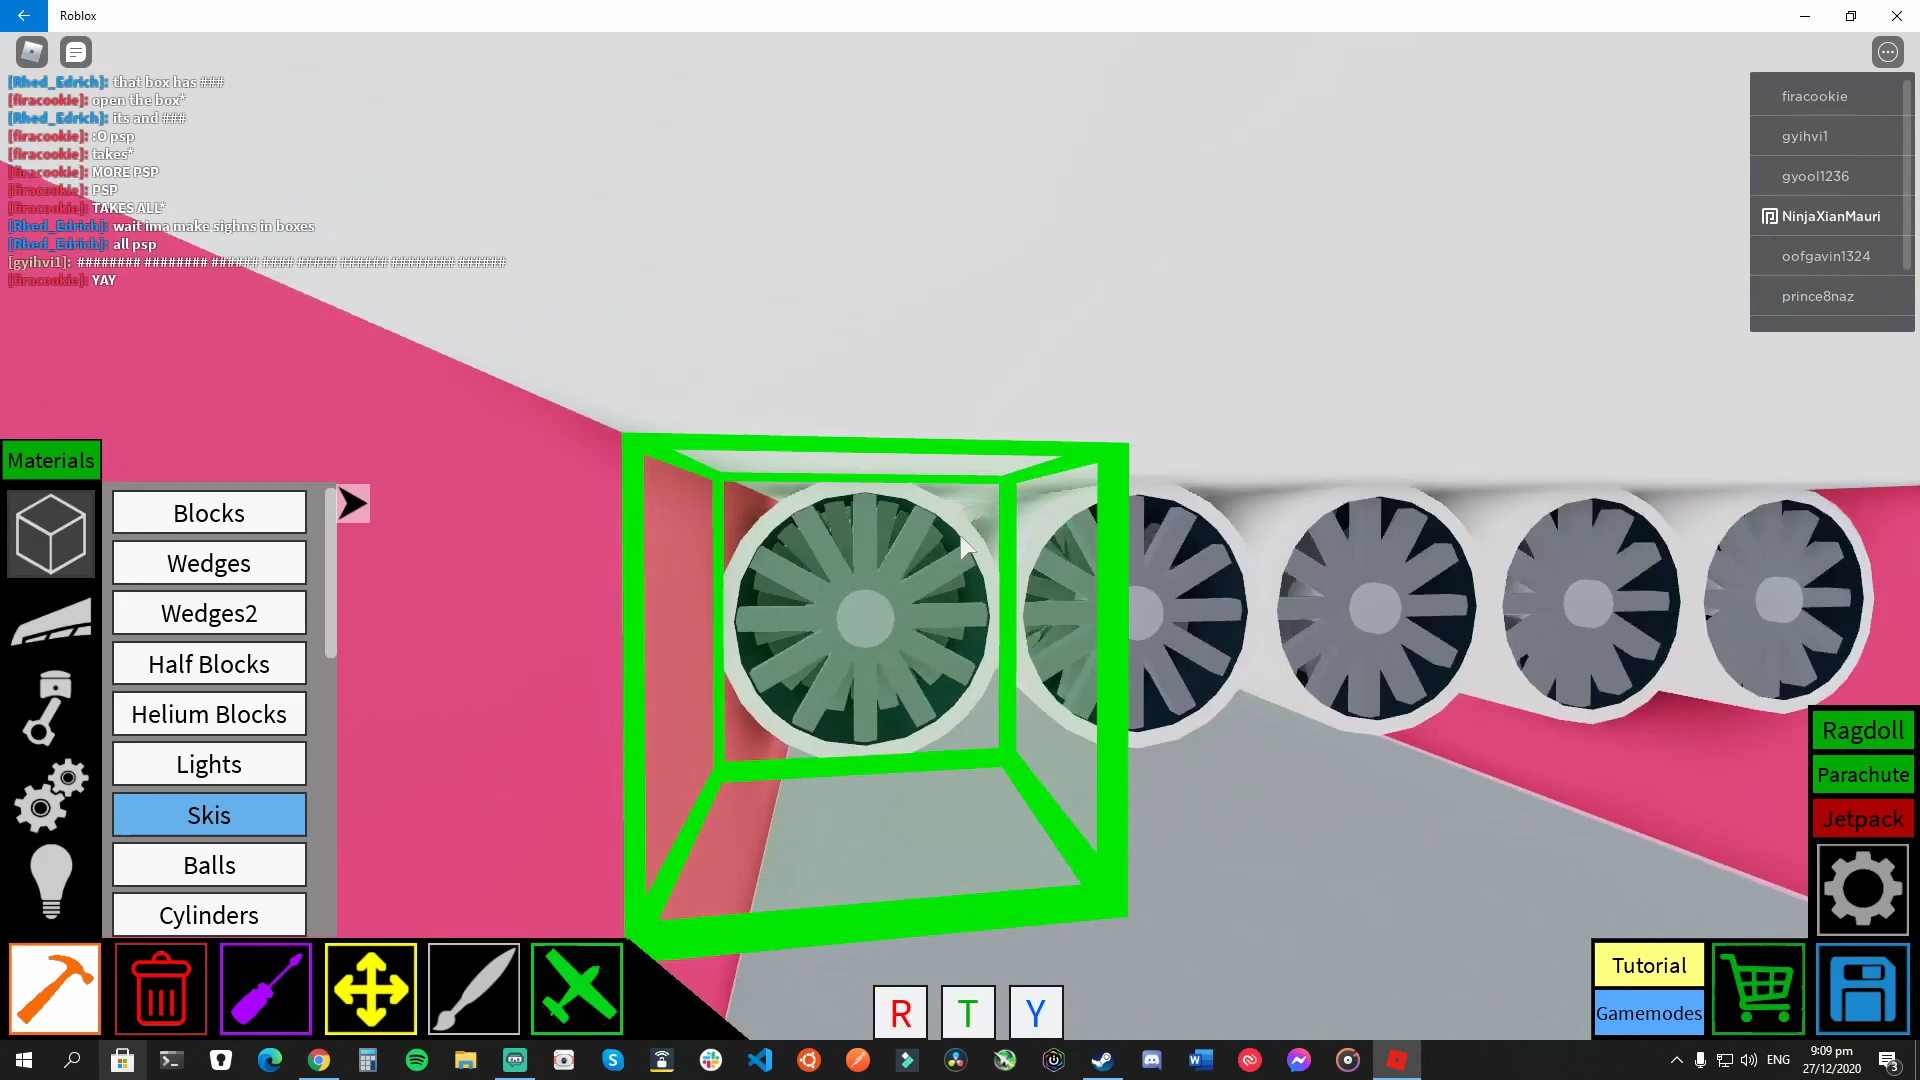 Roblox
[Rhed_Edrich]: that box has ###
[firacookie]: open the box*
[Rhed_Edrich]: its and ###
[firacookie]: :O psp
[firacookie]: takes*
[firacookie]: MORE PSP
[firacookie]: PSP
[firacookie]: TAKES ALL*
[Rhed_Edrich]: wait ima make sighns in boxes
[Rhed_Edrich]: all psp
[gyihvi1]: ######## ######## ###### #### ##### ###### ######## ######
[firacookie]: YAY
firacookie
gyihvi1
gyool1236
NinjaXianMauri
oofgavin1324
prince8naz
Materials
Blocks
Wedges
Wedges2
Half Blocks
Helium Blocks
Lights
Skis
Balls
Cylinders
Ragdoll
Parachute
Jetpack
Tutorial
Gamemodes
R T Y
ENG
9:09 pm
27/12/2020
3